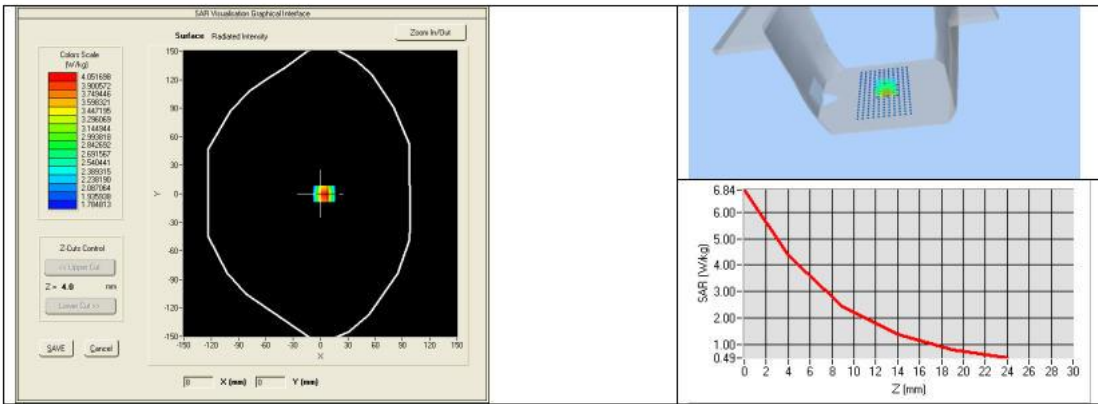 SAR Visualisation Graphical Interface
Surface Radiated Intensity
Zoom In/Out
Colors Scale
(W/kg)
4.051698
3.900572
3.749446
3.598321
3.447195
3.296069
3.144944
2.993818
2.842692
2.691567
2.540441
2.389315
2.238190
2.087064
1.935938
1.784813
150
120
90
60
30
0
-30
-60
-90
-120
-150
Y
-150 -120 -90 -60 -30 0 30 60 90 120 150
X
Z-Cuts Control
<< Upper Cut
Z = 4.0 mm
Lower Cut >>
SAVE Cancel
0 X (mm) 0 Y (mm)
6.84
6.00
5.00
4.00
3.00
2.00
1.00
0.49
SAR (W/kg)
0 2 4 6 8 10 12 14 16 18 20 22 24 26 28 30
Z (mm)